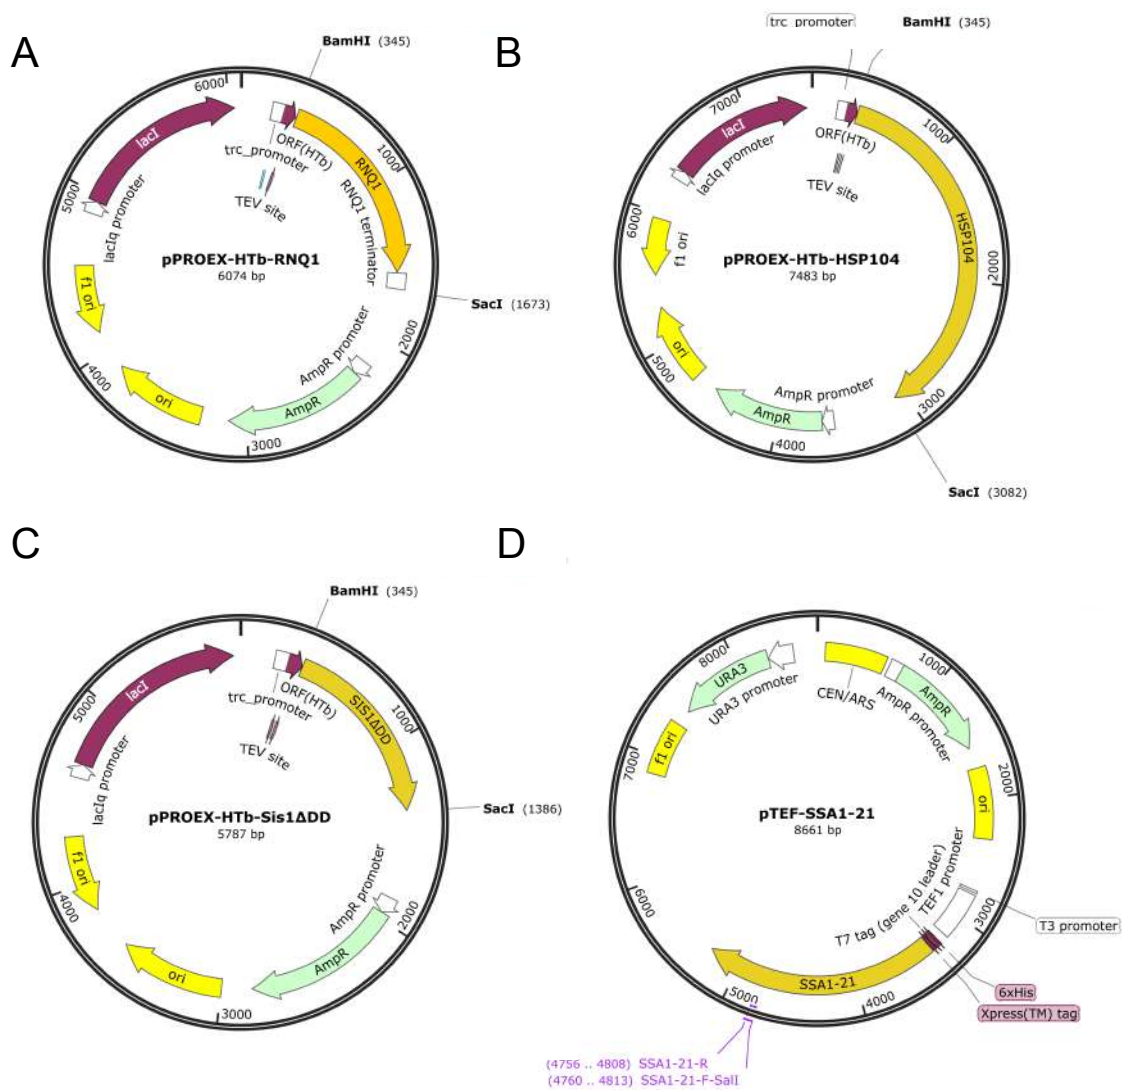 A
BamHI (345)
6000
lacI
lacIq promoter
5000
trc_promoter
ORF(HTb)
TEV site
RNQ1
1000
RNQ1 terminator
pPROEX-HTb-RNQ1
6074 bp
SacI (1673)
f1 ori
4000
ori
AmpR promoter
AmpR
2000
3000
B
trc promoter
BamHI (345)
7000
lacI
lacIq promoter
ORF(HTb)
TEV site
1000
6000
f1 ori
pPROEX-HTb-HSP104
7483 bp
HSP104
2000
ori
5000
AmpR promoter
AmpR
4000
3000
SacI (3082)
C
BamHI (345)
lacI
5000
lacIq promoter
trc_promoter
ORF(HTb)
TEV site
SIS1ΔDD
1000
pPROEX-HTb-Sis1ΔDD
5787 bp
SacI (1386)
f1 ori
4000
AmpR promoter
2000
AmpR
ori
3000
D
8000
URA3
URA3 promoter
CEN/ARS
1000
AmpR promoter
AmpR
f1 ori
7000
2000
ori
pTEF-SSA1-21
8661 bp
T7 tag (gene 10 leader)
TEF1 promoter
3000
T3 promoter
6000
SSA1-21
6xHis
Xpress(TM) tag
5000
4000
(4756 .. 4808) SSA1-21-R
(4760 .. 4813) SSA1-21-F-SalI